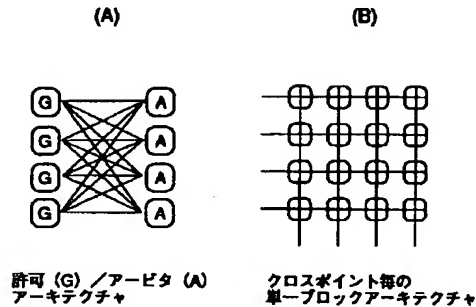 (A)
(B)
G A
G A
G A
G A
許可 (G) ／アービタ (A)
アーキテクチャ
クロスポイント毎の
単一ブロックアーキテクチャ